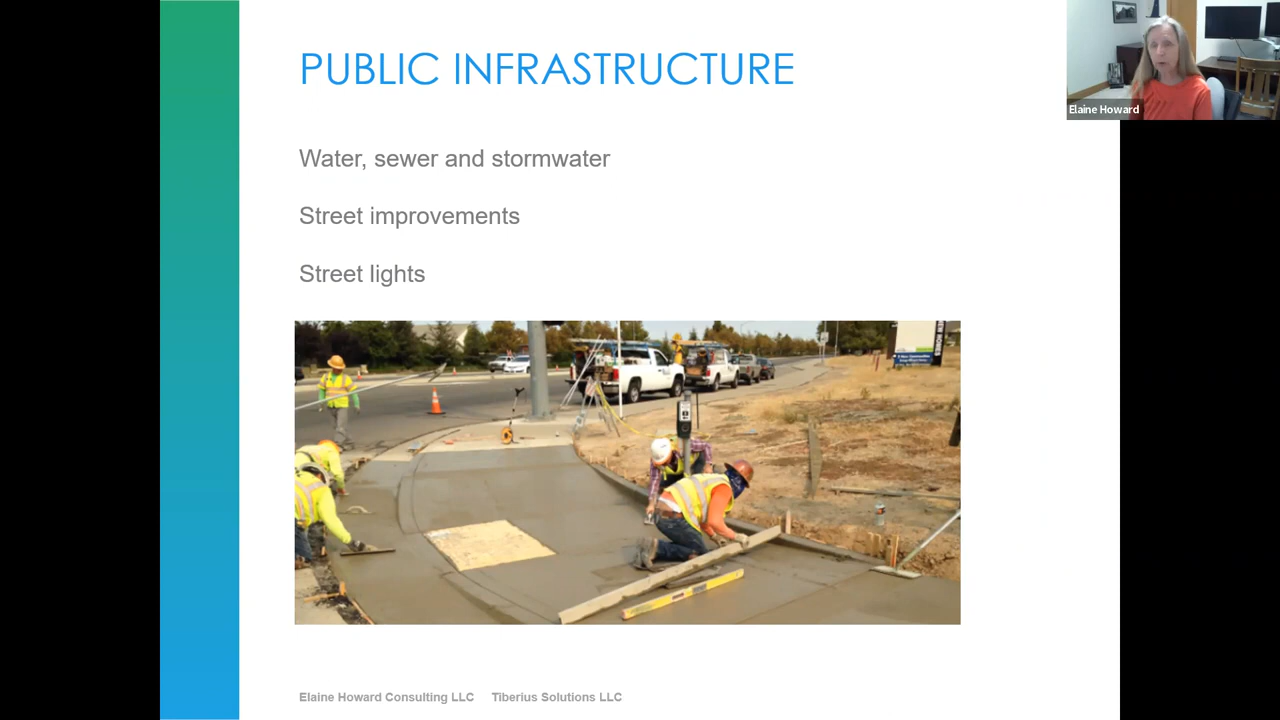 PUBLIC INFRASTRUCTURE
Elaine Howard
Water, sewer and stormwater
Street improvements
Street lights
Elaine Howard Consulting LLC Tiberius Solutions LLC